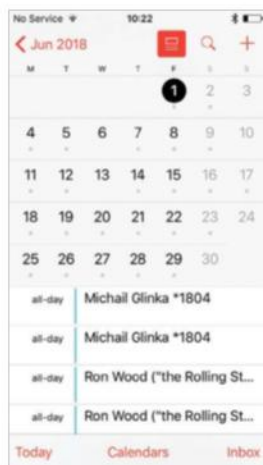 No Service 10:22
Jun 2018
M T W T F S S
1 2 3
4 5 6 7 8 9 10
11 12 13 14 15 16 17
18 19 20 21 22 23 24
25 26 27 28 29 30
all-day Michail Glinka *1804
all-day Michail Glinka *1804
all-day Ron Wood ("the Rolling St...
all-day Ron Wood ("the Rolling St...
Today Calendars Inbox